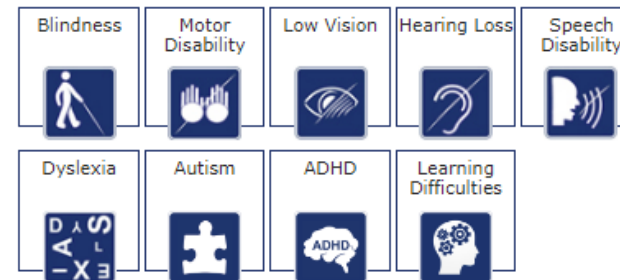 Blindness
Motor
Disability
Low Vision
Hearing Loss
Speech
Disability
Dyslexia
Autism
ADHD
Learning
Difficulties
D Y S
A L
I X E
ADHD